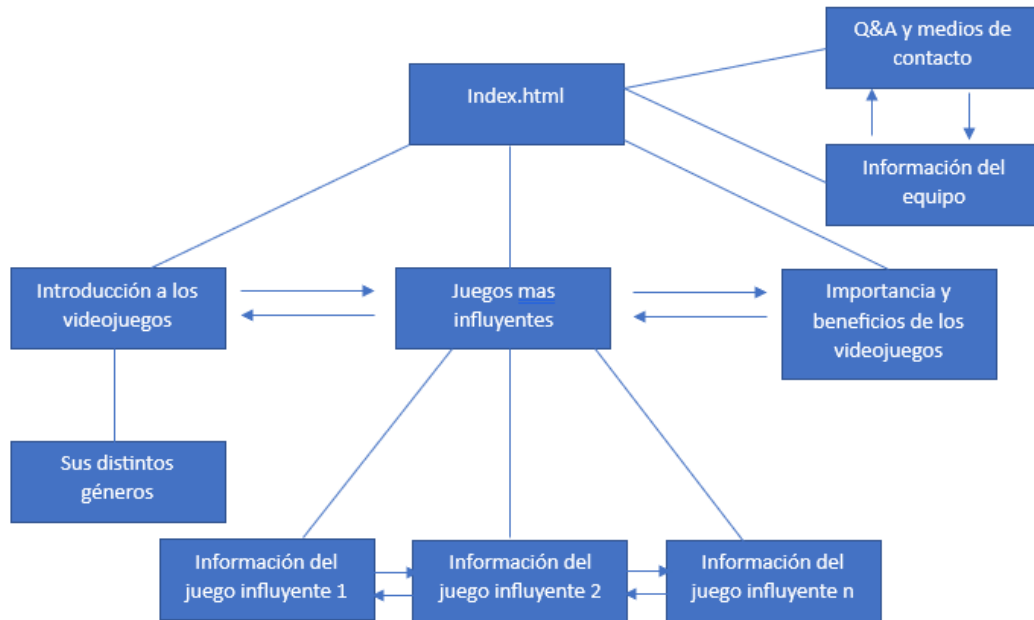 Q&A y medios de
contacto
Index.html
Información del
equipo
Introducción a los
videojuegos
Juegos mas
influyentes
Importancia y
beneficios de los
videojuegos
Sus distintos
géneros
Información del
juego influyente 1
Información del
juego influyente 2
Información del
juego influyente n